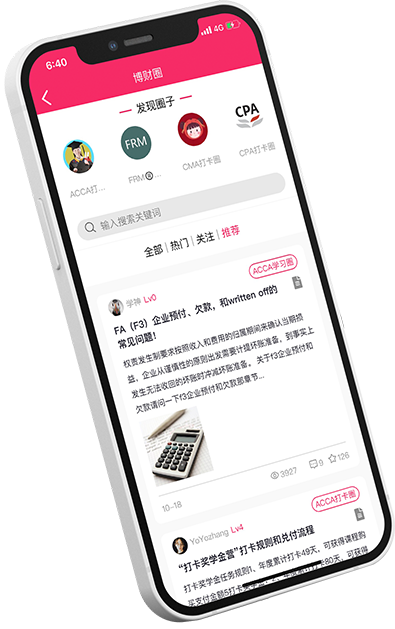 6:40
4G
博财圈
发现圈子
FRM
CPA
ACCA打...
FRM®...
CMA打卡圈
CPA打卡圈
输入搜索关键词
全部 | 热门 | 关注 | 推荐
ACCA学习圈
学神 Lv0
FA（F3）企业预付、欠款，和written off的
常见问题！
权责发生制要求按照收入和费用的归属期间来确认当期损
益，企业从谨慎性的原则出发需要计提坏账准备，到事实上
发生无法收回的坏账时冲减坏账准备。关于f3企业预付和
欠款请问一下f3企业预付和欠款那章节...
10-18
3927
9
126
ACCA打卡圈
YoYozhang Lv4
“打卡奖学金营”打卡规则和兑付流程
打卡奖学金任务规则1、年度累计打卡49天，可获得课程购